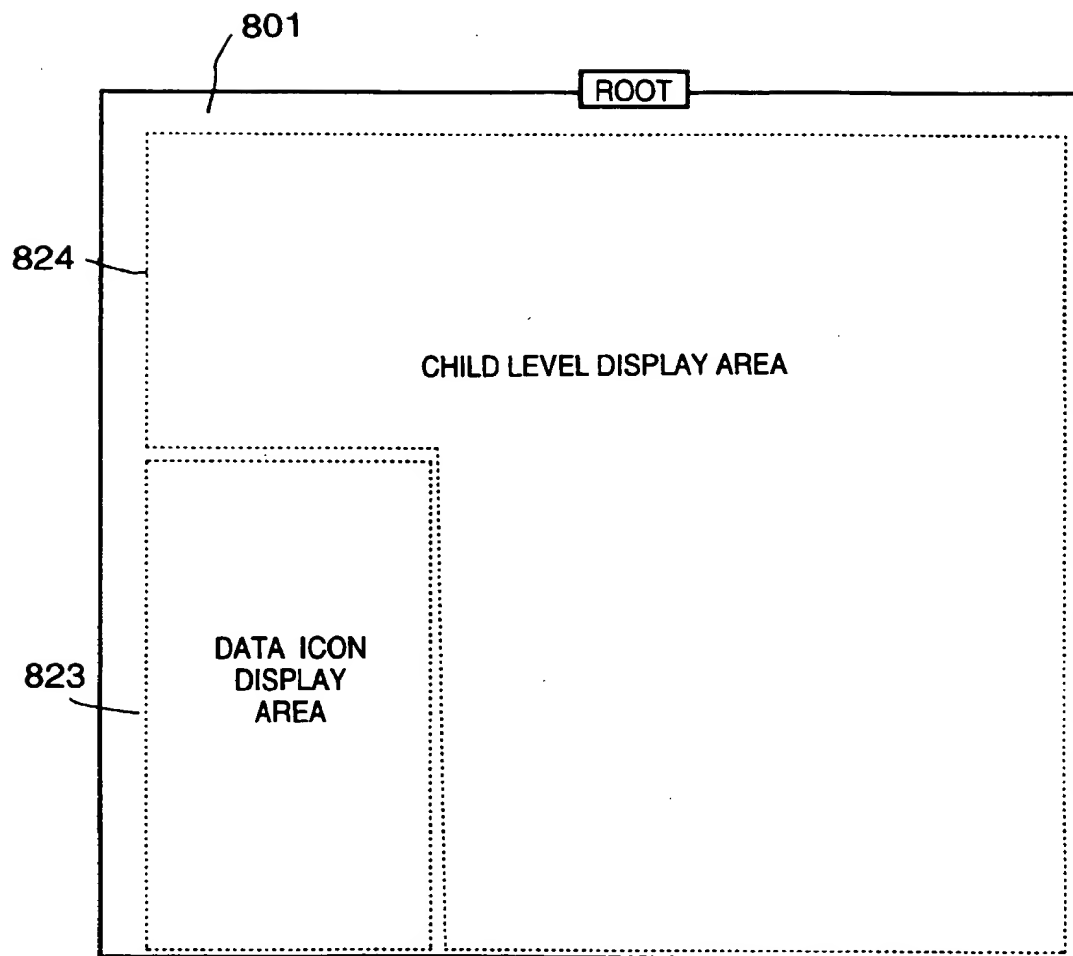 801
ROOT
824
CHILD LEVEL DISPLAY AREA
823
DATA ICON
DISPLAY
AREA